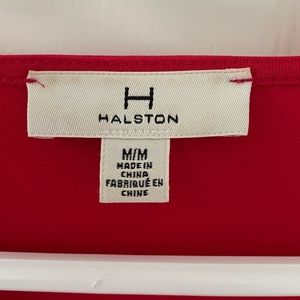 H
HALSTON
M/M
MADE IN
CHINA
FABRIQUÉ EN
CHINE